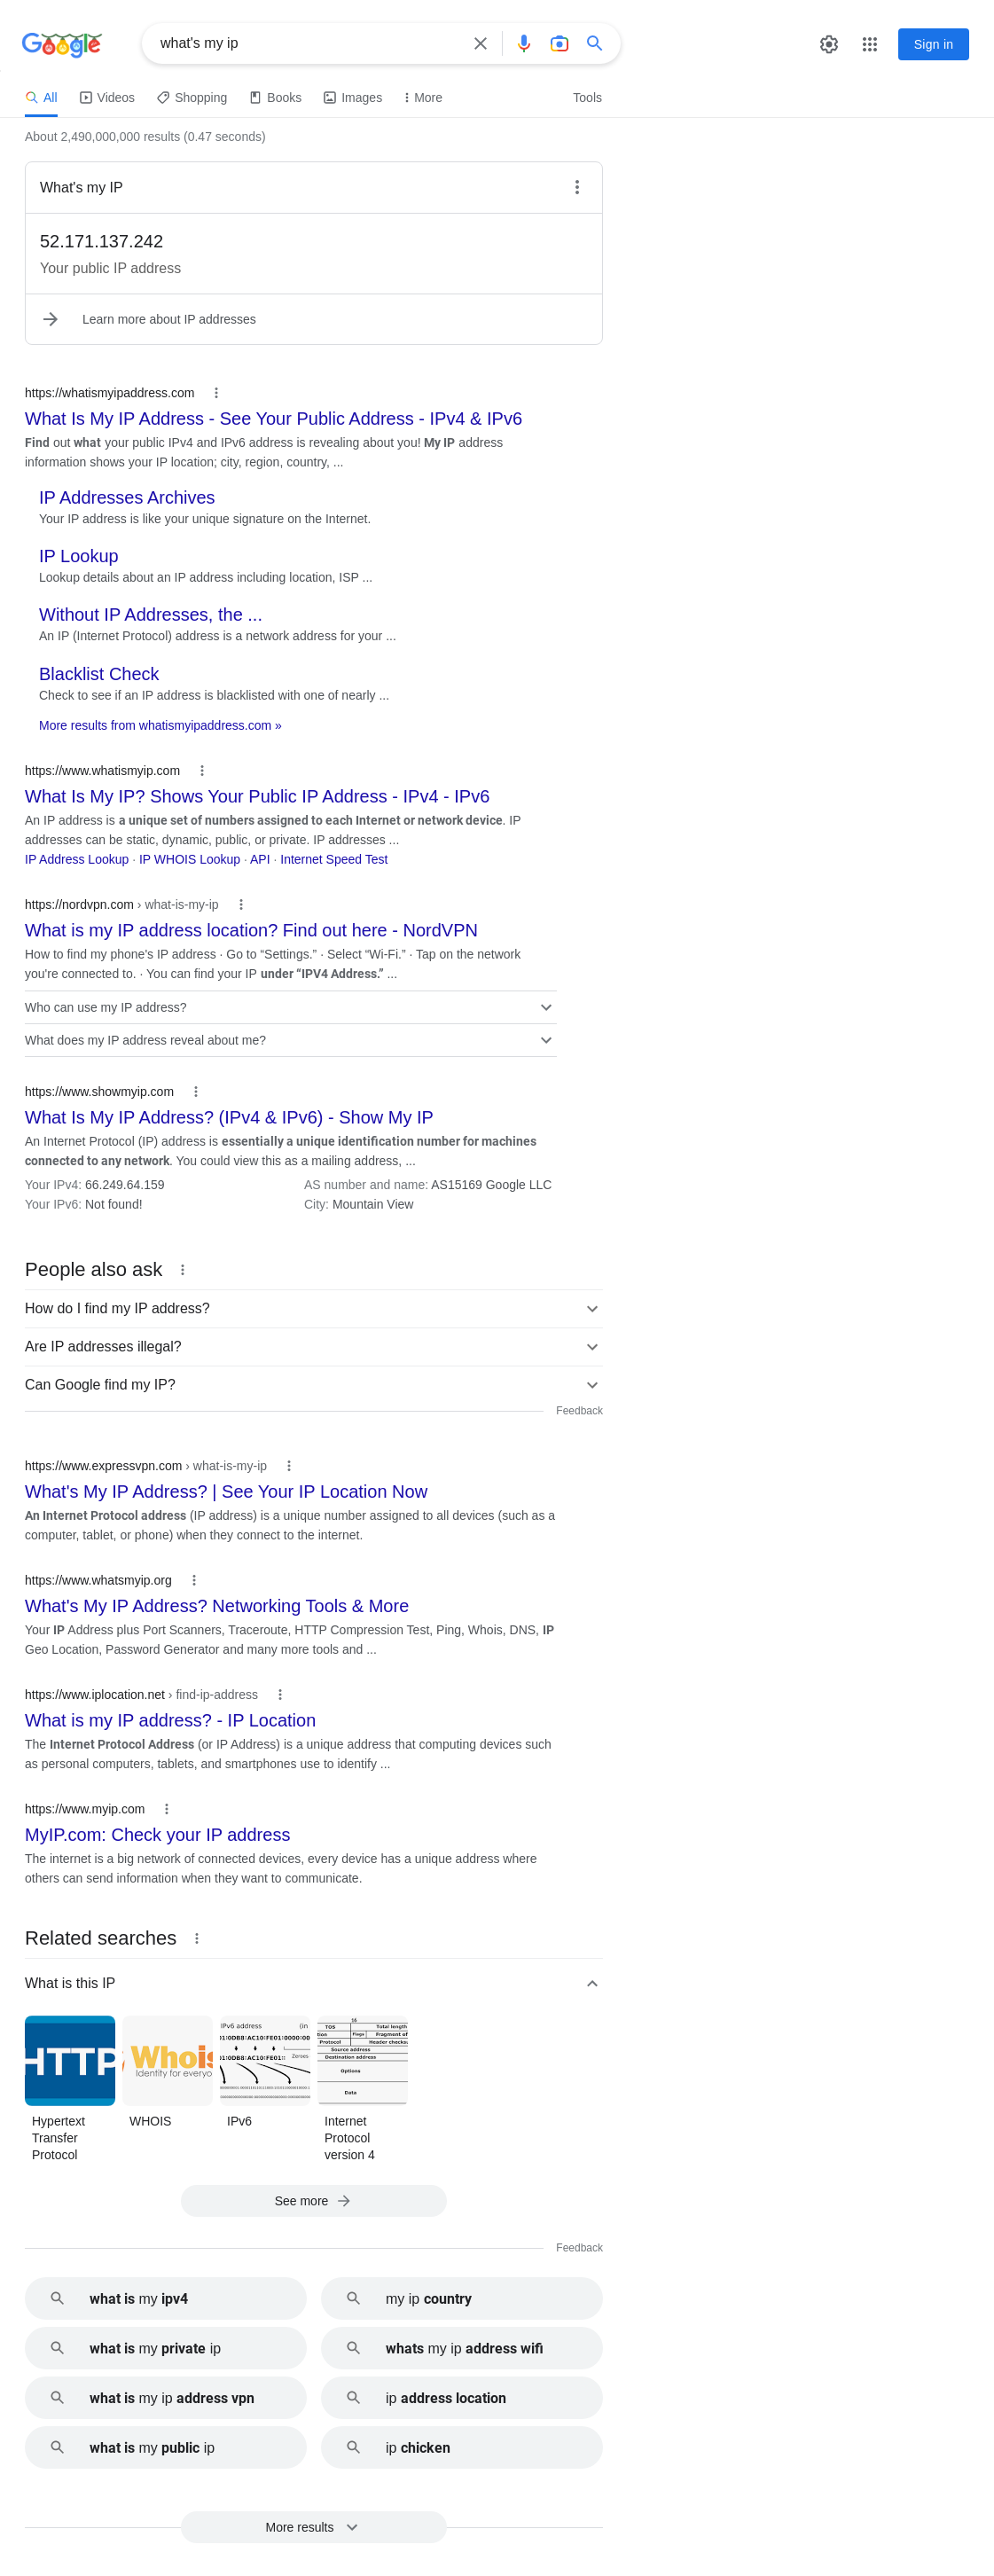 Google
what's my ip
Sign in
All
Videos
Shopping
Books
Images
More
Tools
About 2,490,000,000 results (0.47 seconds)
What's my IP
52.171.137.242
Your public IP address
Learn more about IP addresses
https://whatismyipaddress.com
What Is My IP Address - See Your Public Address - IPv4 & IPv6
Find out what your public IPv4 and IPv6 address is revealing about you! My IP address
information shows your IP location; city, region, country, ...
IP Addresses Archives
Your IP address is like your unique signature on the Internet.
IP Lookup
Lookup details about an IP address including location, ISP ...
Without IP Addresses, the ...
An IP (Internet Protocol) address is a network address for your ...
Blacklist Check
Check to see if an IP address is blacklisted with one of nearly ...
More results from whatismyipaddress.com »
https://www.whatismyip.com
What Is My IP? Shows Your Public IP Address - IPv4 - IPv6
An IP address is a unique set of numbers assigned to each Internet or network device. IP
addresses can be static, dynamic, public, or private. IP addresses ...
IP Address Lookup · IP WHOIS Lookup · API · Internet Speed Test
https://nordvpn.com › what-is-my-ip
What is my IP address location? Find out here - NordVPN
How to find my phone's IP address · Go to “Settings.” · Select “Wi-Fi.” · Tap on the network
you're connected to. · You can find your IP under “IPV4 Address.” ...
Who can use my IP address?
What does my IP address reveal about me?
https://www.showmyip.com
What Is My IP Address? (IPv4 & IPv6) - Show My IP
An Internet Protocol (IP) address is essentially a unique identification number for machines
connected to any network. You could view this as a mailing address, ...
Your IPv4: 66.249.64.159
AS number and name: AS15169 Google LLC
Your IPv6: Not found!
City: Mountain View
People also ask
How do I find my IP address?
Are IP addresses illegal?
Can Google find my IP?
Feedback
https://www.expressvpn.com › what-is-my-ip
What's My IP Address? | See Your IP Location Now
An Internet Protocol address (IP address) is a unique number assigned to all devices (such as a
computer, tablet, or phone) when they connect to the internet.
https://www.whatsmyip.org
What's My IP Address? Networking Tools & More
Your IP Address plus Port Scanners, Traceroute, HTTP Compression Test, Ping, Whois, DNS, IP
Geo Location, Password Generator and many more tools and ...
https://www.iplocation.net › find-ip-address
What is my IP address? - IP Location
The Internet Protocol Address (or IP Address) is a unique address that computing devices such
as personal computers, tablets, and smartphones use to identify ...
https://www.myip.com
MyIP.com: Check your IP address
The internet is a big network of connected devices, every device has a unique address where
others can send information when they want to communicate.
Related searches
What is this IP
HTTP
Whois
Identity for everyo
IPv6 address (in
Zeroes
16
TOS
Flags
Fragment of
Protocol
Header checksu
Source address
Destination address
Options
Data
Hypertext
Transfer
Protocol
WHOIS
IPv6
Internet
Protocol
version 4
See more
Feedback
what is my ipv4
my ip country
what is my private ip
whats my ip address wifi
what is my ip address vpn
ip address location
what is my public ip
ip chicken
More results